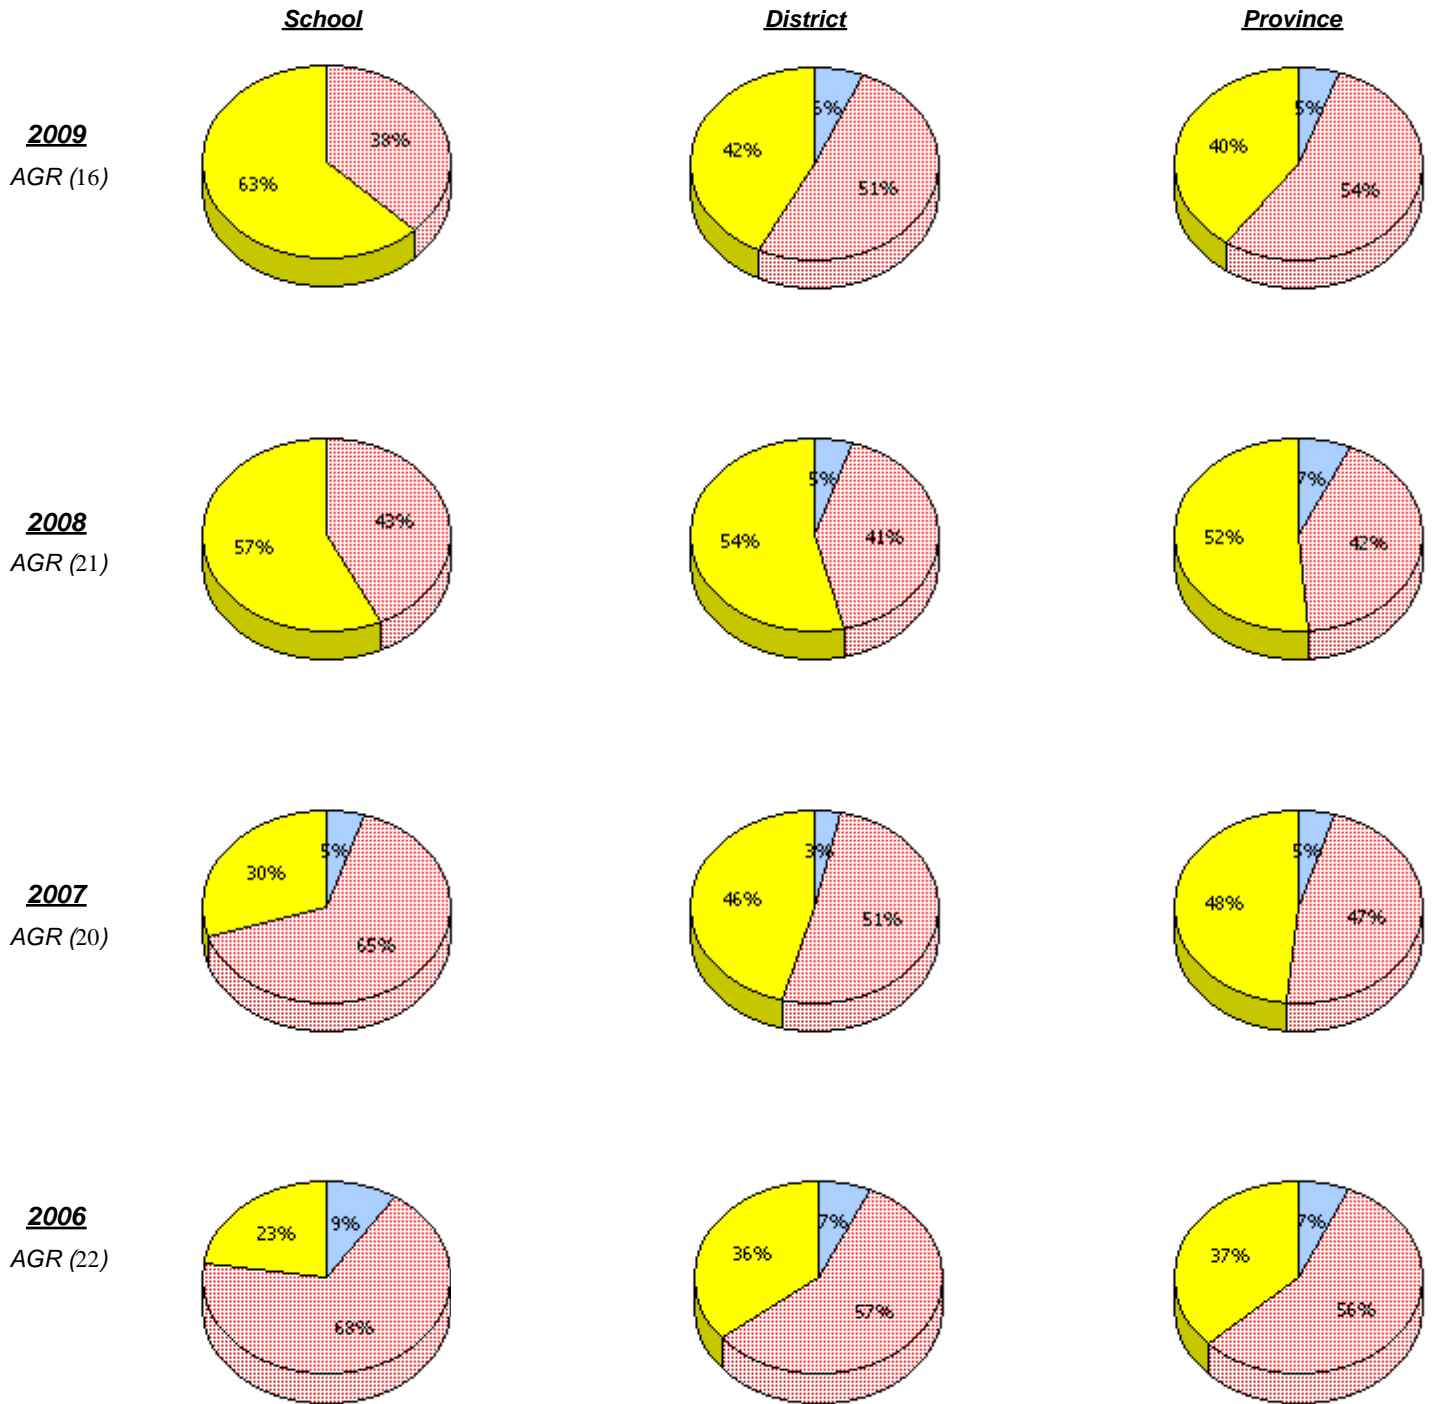 School District Province
2009
AGR (16)
63% 38% 42% 6% 51% 40% 5% 54%
2008
AGR (21)
57% 43% 54% 5% 41% 52% 7% 42%
2007
AGR (20)
30% 5% 65% 46% 3% 51% 48% 5% 47%
2006
AGR (22)
23% 9% 68% 36% 7% 57% 37% 7% 56%